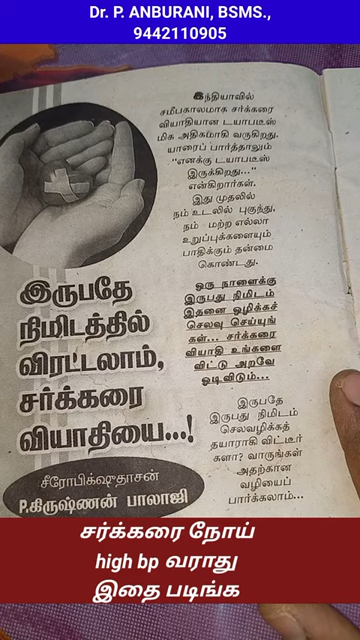 Dr. P. ANBURANI, BSMS.,
9442110905
இந்தியாவில்
சமீபகாலமாக சர்க்கரை
வியாதியான டயாபடீஸ்
மிக அதிகமாகி வருகிறது.
யாரைப் பார்த்தாலும்
"எனக்கு டயாபடீஸ்
இருக்கிறது..."
என்கிறார்கள்.
இது முதலில்
நம் உடலில் புகுந்து,
நம் மற்ற எல்லா
உறுப்புக்களையும்
பாதிக்கும் தன்மை
கொண்டது.
ஒரு நாளைக்கு
இருபது நிமிடம்
இதனை ஒழிக்கச்
செலவு செய்யுங்
கள்... சர்க்கரை
வியாதி உங்களை
விட்டு அறவே
ஓடிவிடும்...
இருபதே
இருபது நிமிடம்
செலவழிக்கத்
தயாராகி விட்டீர்
களா? வாருங்கள்
அதற்கான
வழியைப்
பார்க்கலாம்...
இருபதே
நிமிடத்தில்
விரட்டலாம்,
சர்க்கரை
வியாதியை...!
சீரோபிக்ஷுதாசன்
P.கிருஷ்ணன் பாலாஜி
சர்க்கரை நோய்
high bp வராது
இதை படிங்க